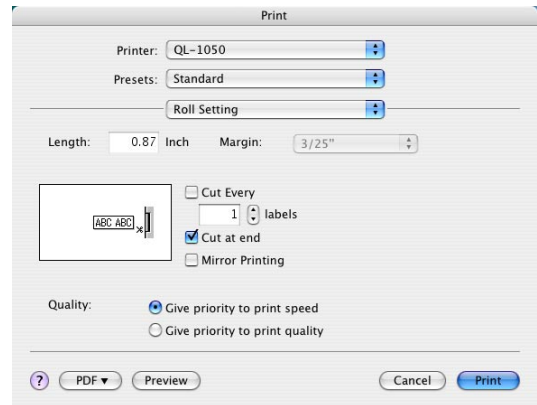 Print
Printer: QL-1050
Presets: Standard
Roll Setting
Length: 0.87 Inch Margin: 3/25"
Cut Every
1 labels
ABC ABC
Cut at end
Mirror Printing
Quality: Give priority to print speed
Give priority to print quality
? PDF▼ Preview Cancel Print